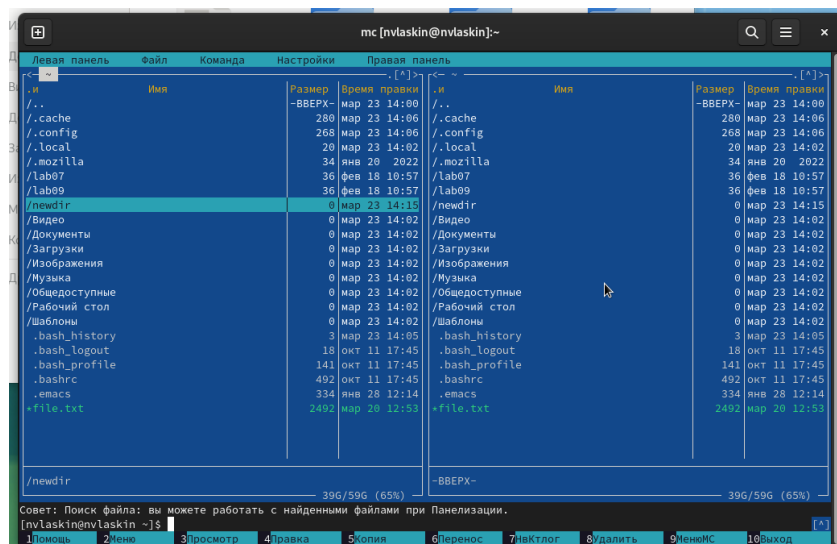 mc [nvlaskin@nvlaskin]:~
Левая панель Файл Команда Настройки Правая панель
<─ ~ .[^]> <─ ~ .[^]>
.и Имя Размер Время правки .и Имя Размер Время правки
/.. -ВВЕРХ- мар 23 14:00 /.. -ВВЕРХ- мар 23 14:00
/.cache 280 мар 23 14:06 /.cache 280 мар 23 14:06
/.config 268 мар 23 14:06 /.config 268 мар 23 14:06
/.local 20 мар 23 14:02 /.local 20 мар 23 14:02
/.mozilla 34 янв 20 2022 /.mozilla 34 янв 20 2022
/lab07 36 фев 18 10:57 /lab07 36 фев 18 10:57
/lab09 36 фев 18 10:57 /lab09 36 фев 18 10:57
/newdir 0 мар 23 14:15 /newdir 0 мар 23 14:15
/Видео 0 мар 23 14:02 /Видео 0 мар 23 14:02
/Документы 0 мар 23 14:02 /Документы 0 мар 23 14:02
/Загрузки 0 мар 23 14:02 /Загрузки 0 мар 23 14:02
/Изображения 0 мар 23 14:02 /Изображения 0 мар 23 14:02
/Музыка 0 мар 23 14:02 /Музыка 0 мар 23 14:02
/Общедоступные 0 мар 23 14:02 /Общедоступные 0 мар 23 14:02
/Рабочий стол 0 мар 23 14:02 /Рабочий стол 0 мар 23 14:02
/Шаблоны 0 мар 23 14:02 /Шаблоны 0 мар 23 14:02
.bash_history 3 мар 23 14:05 .bash_history 3 мар 23 14:05
.bash_logout 18 окт 11 17:45 .bash_logout 18 окт 11 17:45
.bash_profile 141 окт 11 17:45 .bash_profile 141 окт 11 17:45
.bashrc 492 окт 11 17:45 .bashrc 492 окт 11 17:45
.emacs 334 янв 28 12:14 .emacs 334 янв 28 12:14
*file.txt 2492 мар 20 12:53 *file.txt 2492 мар 20 12:53
/newdir -ВВЕРХ-
39G/59G (65%) 39G/59G (65%)
Совет: Поиск файла: вы можете работать с найденными файлами при Панелизации.
[nvlaskin@nvlaskin ~]$ [^]
1Помощь 2Меню 3Просмотр 4Правка 5Копия 6Перенос 7НвКтлог 8Удалить 9МенюМС 10Выход